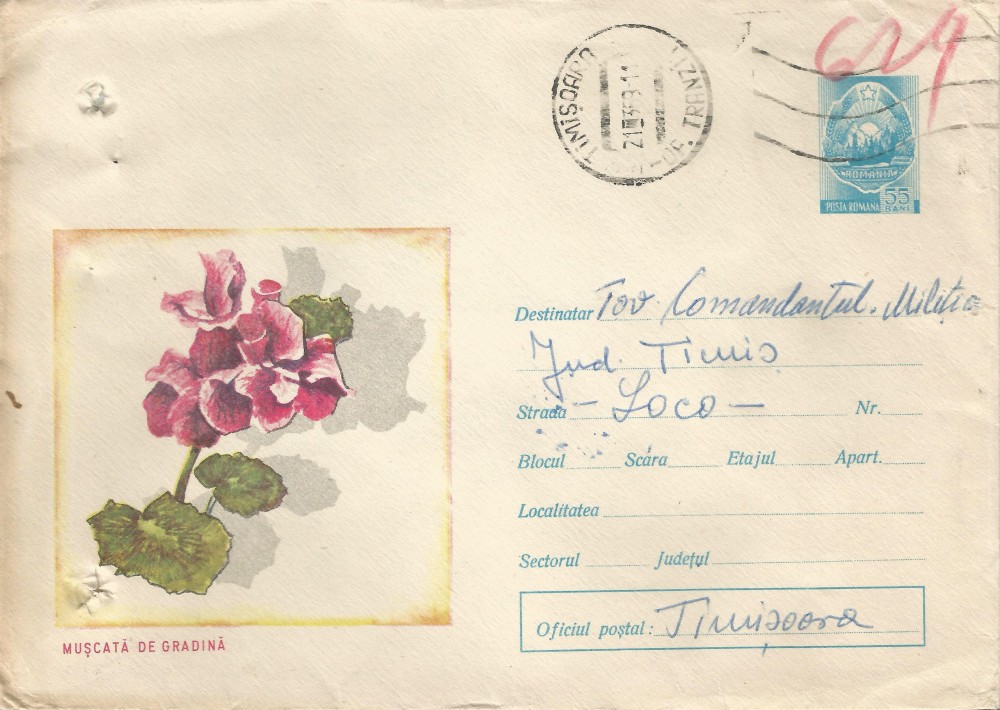 629
TIMIȘOARA
21
ROMANIA
POSTA ROMANA 55 BANI
Destinatar Tov Comandantul. Miliția
Jud. Timiș
Strada - Loco - Nr.
Blocul Scara Etajul Apart.
Localitatea
Sectorul Județul
Oficiul poștal: Timișoara
MUȘCATĂ DE GRADINĂ